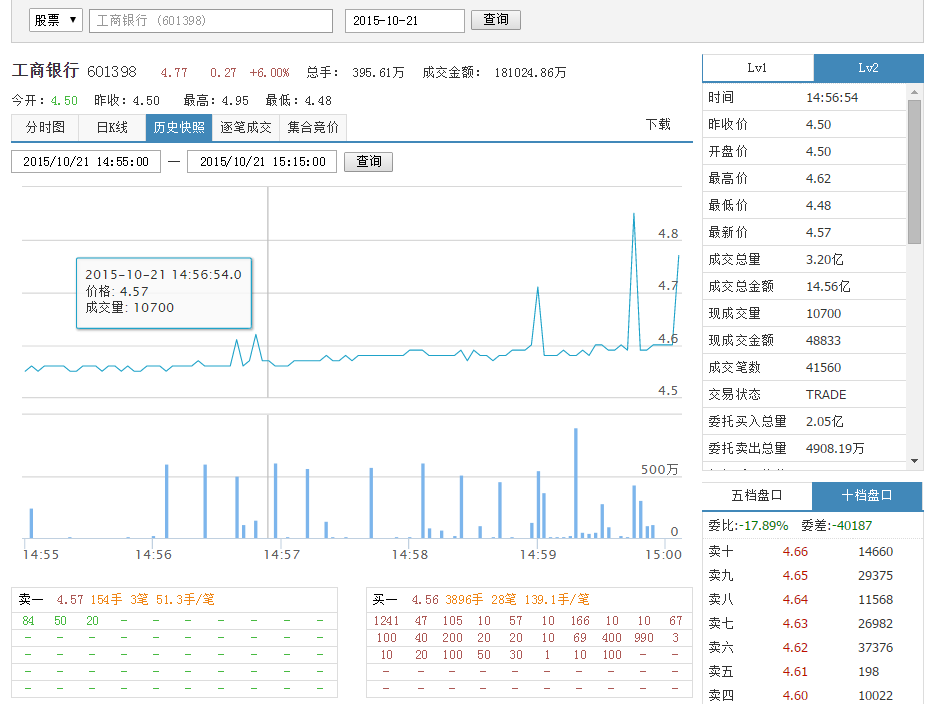 股票 ▼ 工商银行 (601398) 2015-10-21 查询
工商银行 601398 4.77 0.27 +6.00% 总手： 395.61万 成交金额： 181024.86万
今开：4.50 昨收：4.50 最高：4.95 最低：4.48
分时图 日K线 历史快照 逐笔成交 集合竞价 下载
2015/10/21 14:55:00 — 2015/10/21 15:15:00 查询
4.8
4.7
4.6
4.5
2015-10-21 14:56:54.0
价格: 4.57
成交量: 10700
500万
0
14:55 14:56 14:57 14:58 14:59 15:00
卖一 4.57 154手 3笔 51.3手/笔
84 50 20 — — — — — — —
— — — — — — — — — —
— — — — — — — — — —
— — — — — — — — — —
— — — — — — — — — —
买一 4.56 3896手 28笔 139.1手/笔
1241 47 105 10 57 10 166 10 10 67
100 40 200 20 20 10 69 400 990 3
10 20 100 50 30 1 10 100 — —
— — — — — — — — — —
— — — — — — — — — —
Lv1 Lv2
时间 14:56:54
昨收价 4.50
开盘价 4.50
最高价 4.62
最低价 4.48
最新价 4.57
成交总量 3.20亿
成交总金额 14.56亿
现成交量 10700
现成交金额 48833
成交笔数 41560
交易状态 TRADE
委托买入总量 2.05亿
委托卖出总量 4908.19万
五档盘口 十档盘口
委比:-17.89% 委差:-40187
卖十 4.66 14660
卖九 4.65 29375
卖八 4.64 11568
卖七 4.63 26982
卖六 4.62 37376
卖五 4.61 198
卖四 4.60 10022